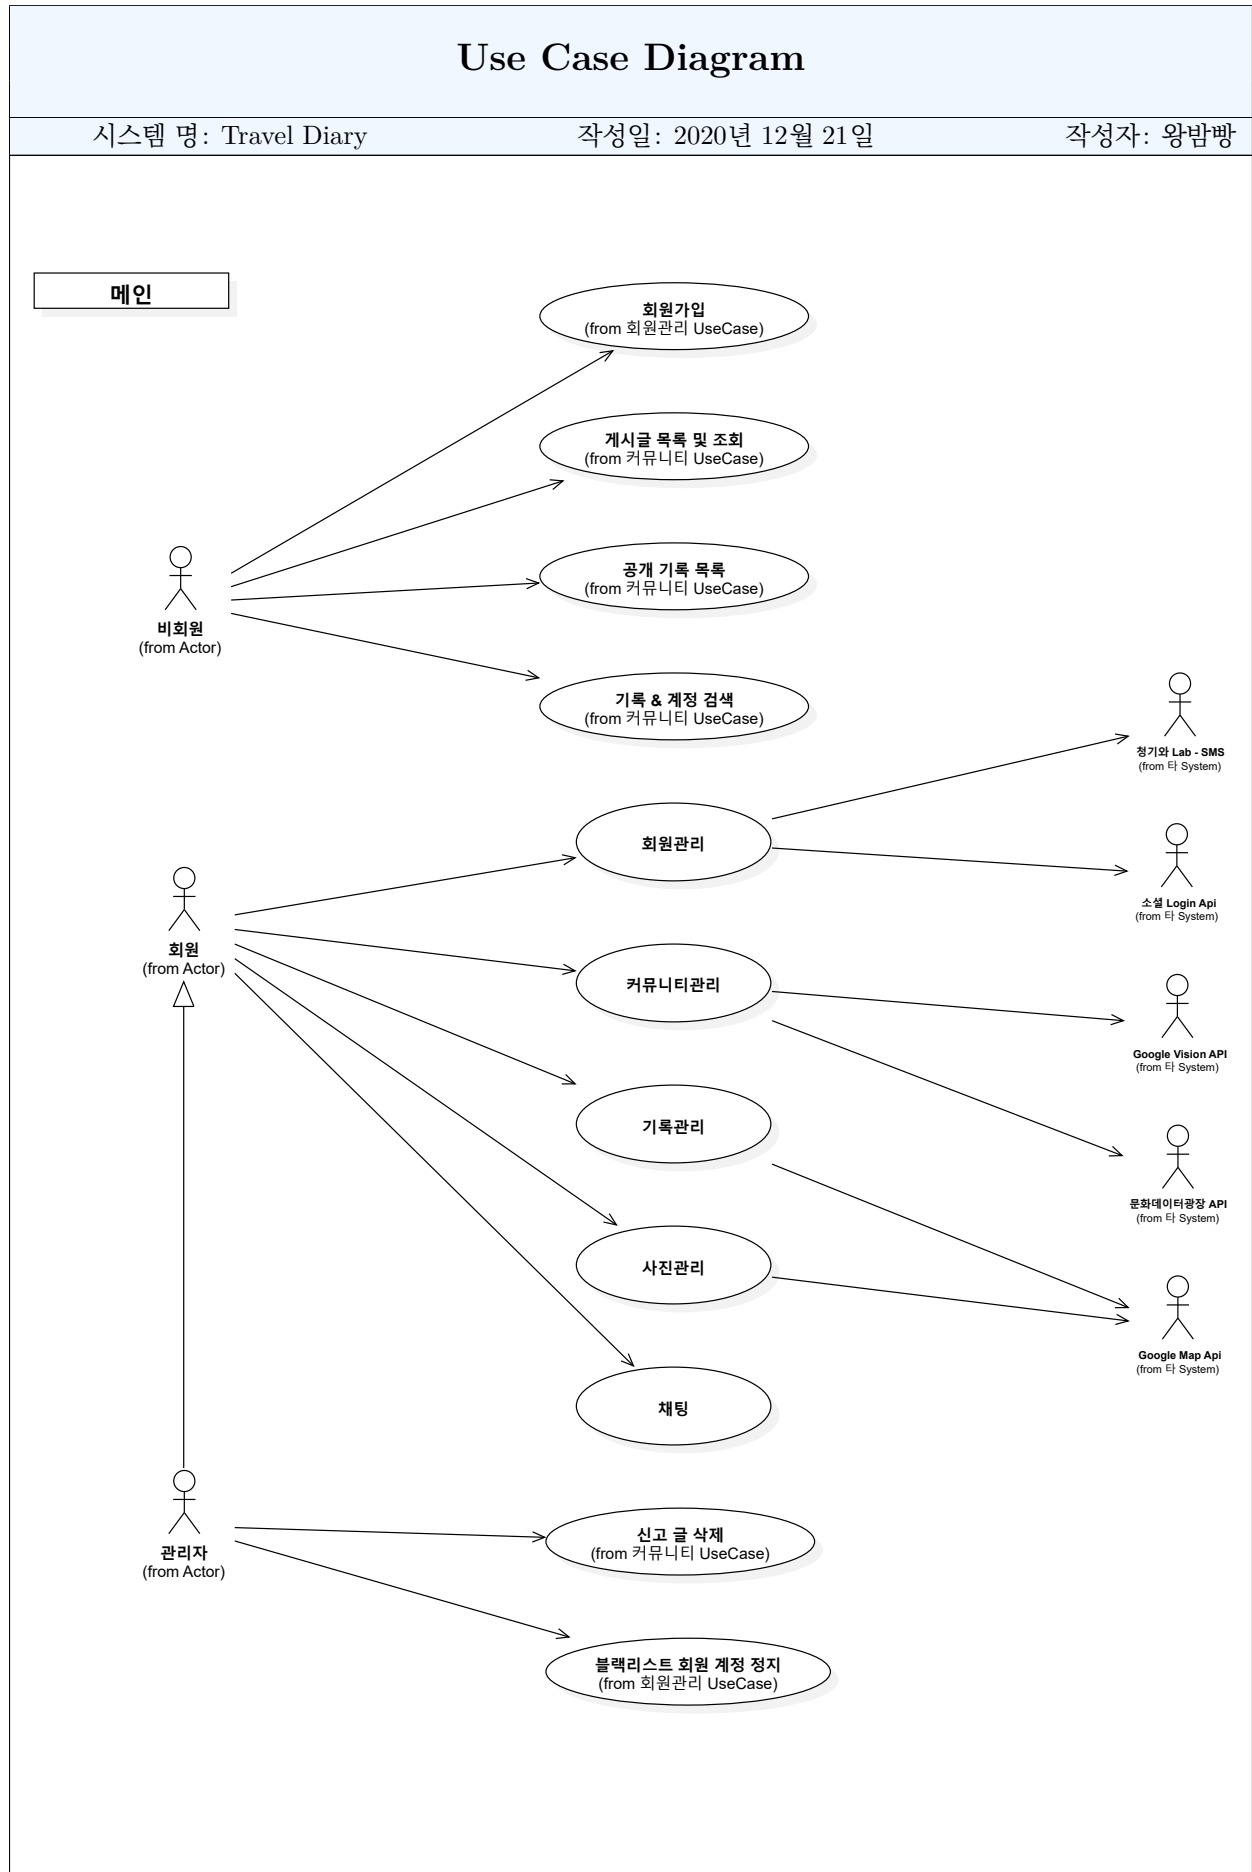 Use Case Diagram
시스템 명: Travel Diary
작성일: 2020년 12월 21일
작성자: 왕밤빵
메인
회원가입
(from 회원관리 UseCase)
게시글 목록 및 조회
(from 커뮤니티 UseCase)
공개 기록 목록
(from 커뮤니티 UseCase)
비회원
(from Actor)
기록 & 계정 검색
(from 커뮤니티 UseCase)
청기와 Lab - SMS
(from 타 System)
회원관리
소셜 Login Api
(from 타 System)
회원
(from Actor)
커뮤니티관리
Google Vision API
(from 타 System)
기록관리
문화데이터광장 API
(from 타 System)
사진관리
Google Map Api
(from 타 System)
채팅
관리자
(from Actor)
신고 글 삭제
(from 커뮤니티 UseCase)
블랙리스트 회원 계정 정지
(from 회원관리 UseCase)